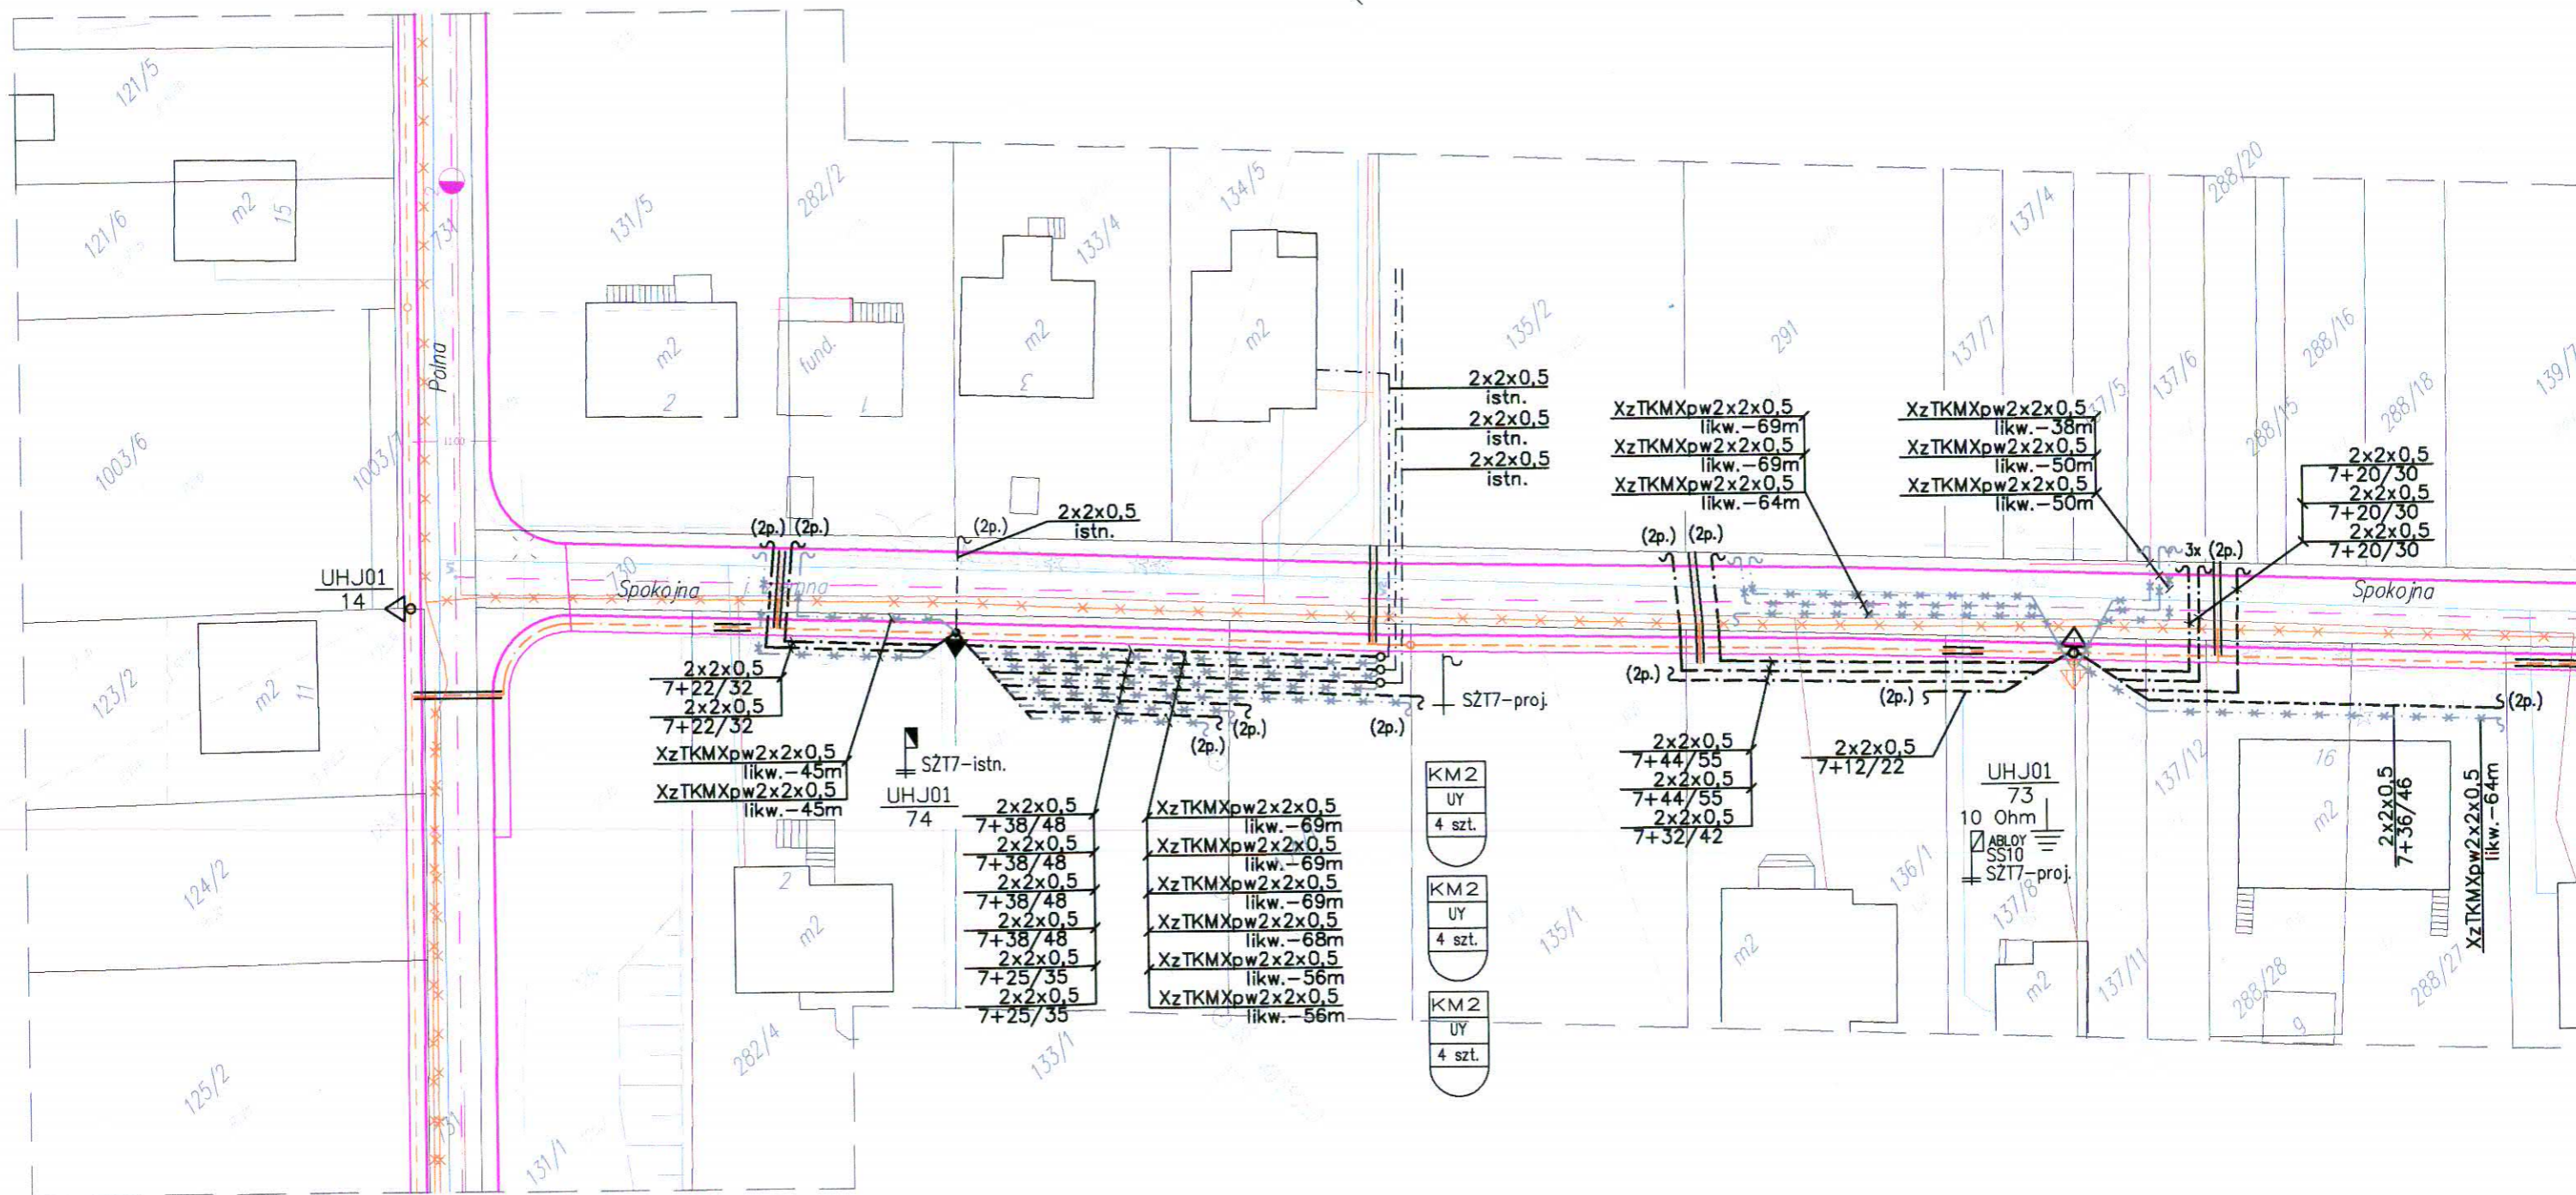 121/5
121/6
m2
15
731
131/5
282/2
133/4
134/5
137/4
288/20
Polna
m2
2
fund.
1
m2
3
m2
135/2
291
137/7
137/6
288/16
288/15
288/18
1003/6
1100
2x2x0,5
istn.
2x2x0,5
istn.
2x2x0,5
istn.
XzTKMXpw2x2x0,5
likw.-69m
XzTKMXpw2x2x0,5
likw.-69m
XzTKMXpw2x2x0,5
likw.-64m
XzTKMXpw2x2x0,5
likw.-38m
XzTKMXpw2x2x0,5
likw.-50m
XzTKMXpw2x2x0,5
likw.-50m
2x2x0,5
7+20/30
2x2x0,5
7+20/30
2x2x0,5
7+20/30
(2p.) (2p.)
(2p.)
2x2x0,5
istn.
(2p.) (2p.)
3x (2p.)
UHJ01
14
730
Spokojna
Spokojna
123/2
m2
11
2x2x0,5
7+22/32
2x2x0,5
7+22/32
XzTKMXpw2x2x0,5
likw.-45m
XzTKMXpw2x2x0,5
likw.-45m
SŻT7-istn.
UHJ01
74
(2p.)
(2p.)
(2p.)
SŻT7-proj.
(2p.)
(2p.)
(2p.)
2x2x0,5
7+38/48
2x2x0,5
7+38/48
2x2x0,5
7+38/48
2x2x0,5
7+38/48
2x2x0,5
7+25/35
2x2x0,5
7+25/35
XzTKMXpw2x2x0,5
likw.-69m
XzTKMXpw2x2x0,5
likw.-69m
XzTKMXpw2x2x0,5
likw.-69m
XzTKMXpw2x2x0,5
likw.-68m
XzTKMXpw2x2x0,5
likw.-56m
XzTKMXpw2x2x0,5
likw.-56m
KM2
UY
4 szt.
KM2
UY
4 szt.
KM2
UY
4 szt.
2x2x0,5
7+44/55
2x2x0,5
7+44/55
2x2x0,5
7+32/42
2x2x0,5
7+12/22
UHJ01
73
10 Ohm
ABLOY
SS10
SŻT7-proj.
137/12
16
m2
2x2x0,5
7+36/46
XzTKMXpw2x2x0,5
likw.-64m
124/2
2
m2
135/1
m2
136/1
137/8
m2
137/11
288/28
9
288/27
125/2
731
131/1
282/4
133/1